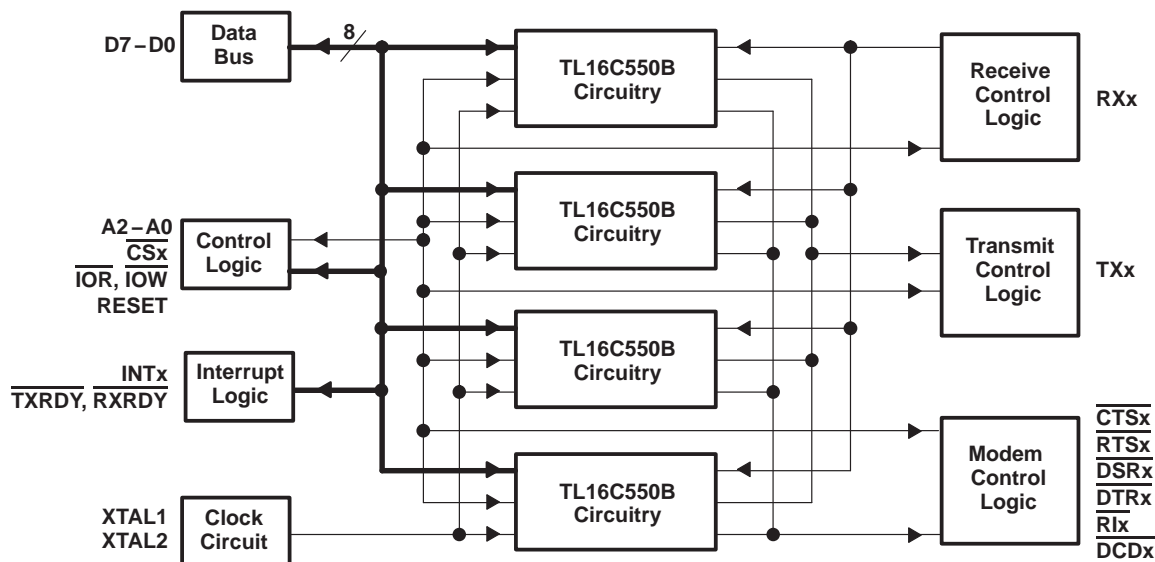 D7–D0
Data
Bus
8
TL16C550B
Circuitry
Receive
Control
Logic
RXx
TL16C550B
Circuitry
A2–A0
CSx
IOR, IOW
RESET
Control
Logic
Transmit
Control
Logic
TXx
TL16C550B
Circuitry
INTx
TXRDY, RXRDY
Interrupt
Logic
TL16C550B
Circuitry
Modem
Control
Logic
CTSx
RTSx
DSRx
DTRx
RIx
DCDx
XTAL1
XTAL2
Clock
Circuit